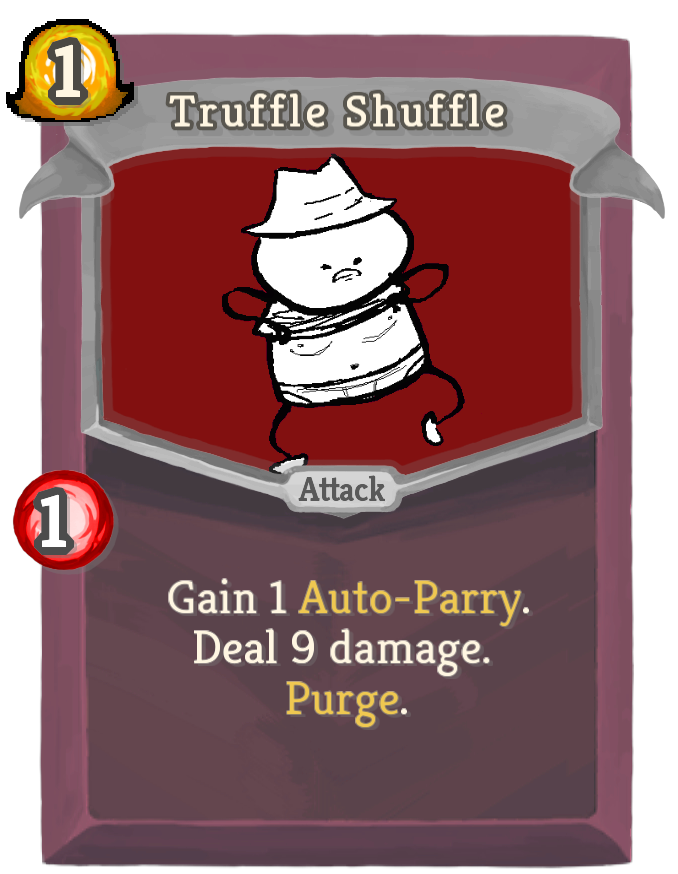 1
Truffle Shuffle
Attack
1
Gain 1 Auto-Parry.
Deal 9 damage.
Purge.